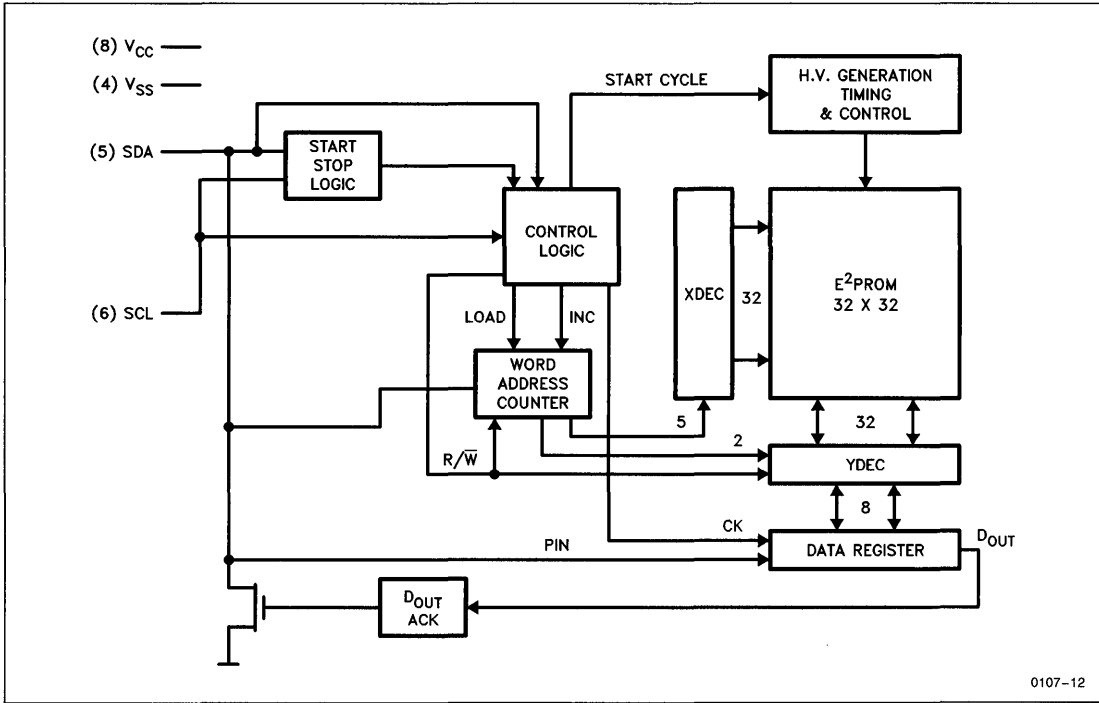 (8) VCC
(4) VSS
(5) SDA
(6) SCL
START
STOP
LOGIC
START CYCLE
H.V. GENERATION
TIMING
& CONTROL
CONTROL
LOGIC
LOAD
INC
WORD
ADDRESS
COUNTER
XDEC
32
E²PROM
32 X 32
5
2
32
R/W̅
YDEC
8
CK
PIN
DATA REGISTER
DOUT
DOUT
ACK
0107-12